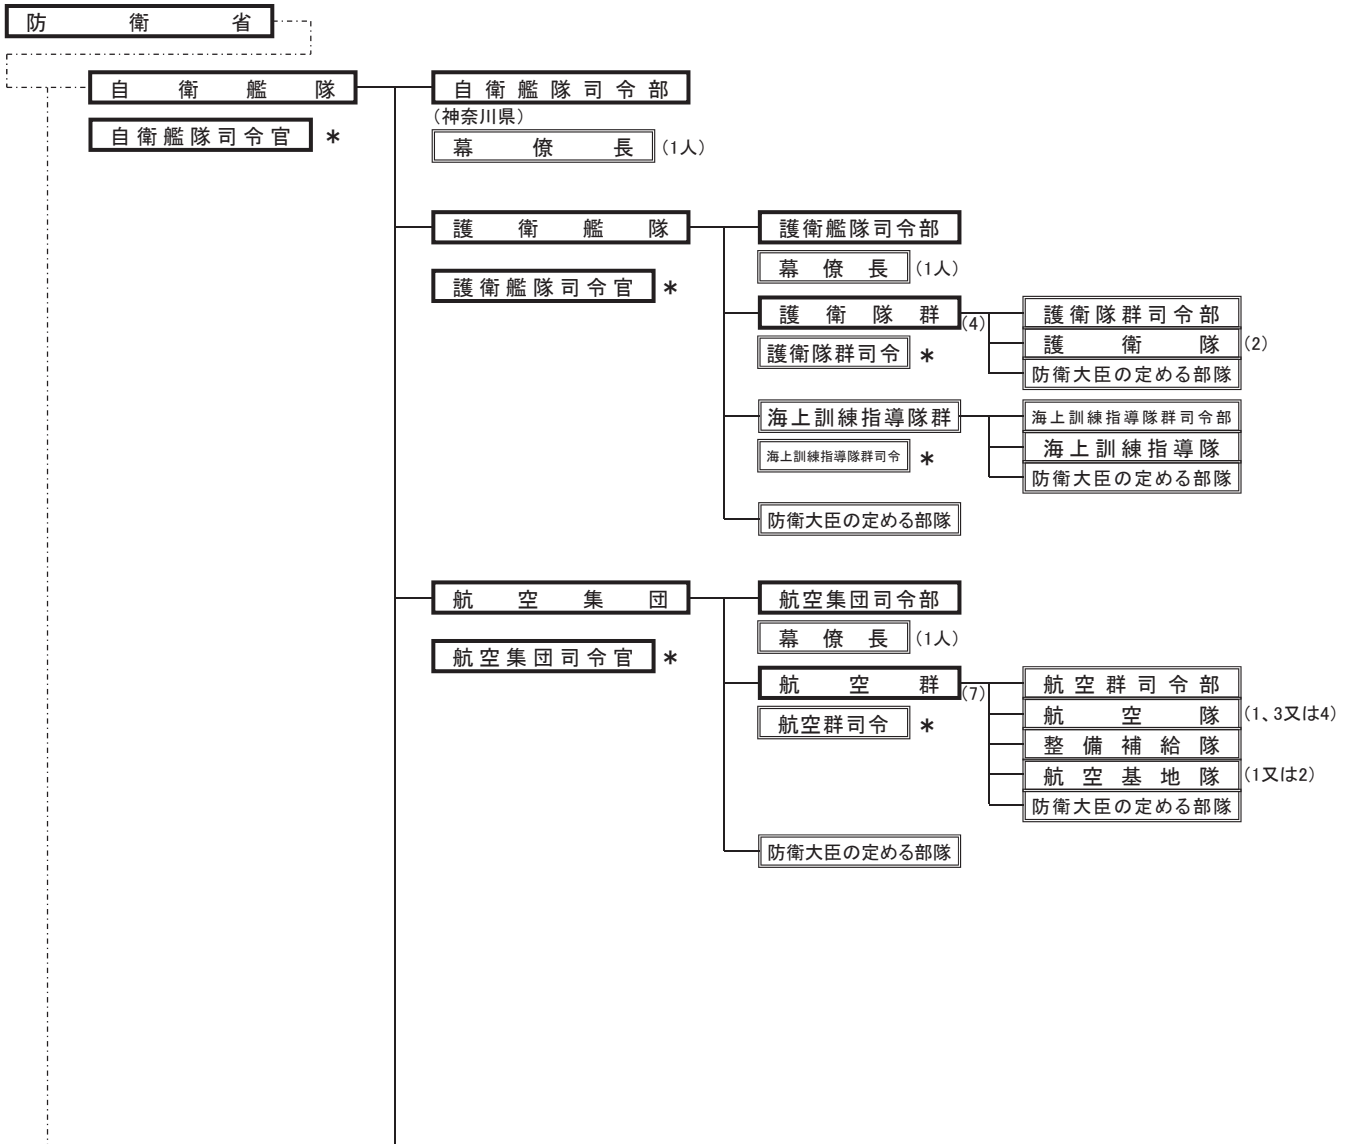 防衛省
自衛艦隊
自衛艦隊司令官 *
自衛艦隊司令部
(神奈川県)
幕僚長 (1人)
護衛艦隊
護衛艦隊司令官 *
護衛艦隊司令部
幕僚長 (1人)
護衛隊群 (4)
護衛隊群司令 *
護衛隊群司令部
護衛隊 (2)
防衛大臣の定める部隊
海上訓練指導隊群
海上訓練指導隊群司令 *
海上訓練指導隊群司令部
海上訓練指導隊
防衛大臣の定める部隊
防衛大臣の定める部隊
航空集団
航空集団司令官 *
航空集団司令部
幕僚長 (1人)
航空群 (7)
航空群司令 *
航空群司令部
航空隊 (1、3又は4)
整備補給隊
航空基地隊 (1又は2)
防衛大臣の定める部隊
防衛大臣の定める部隊